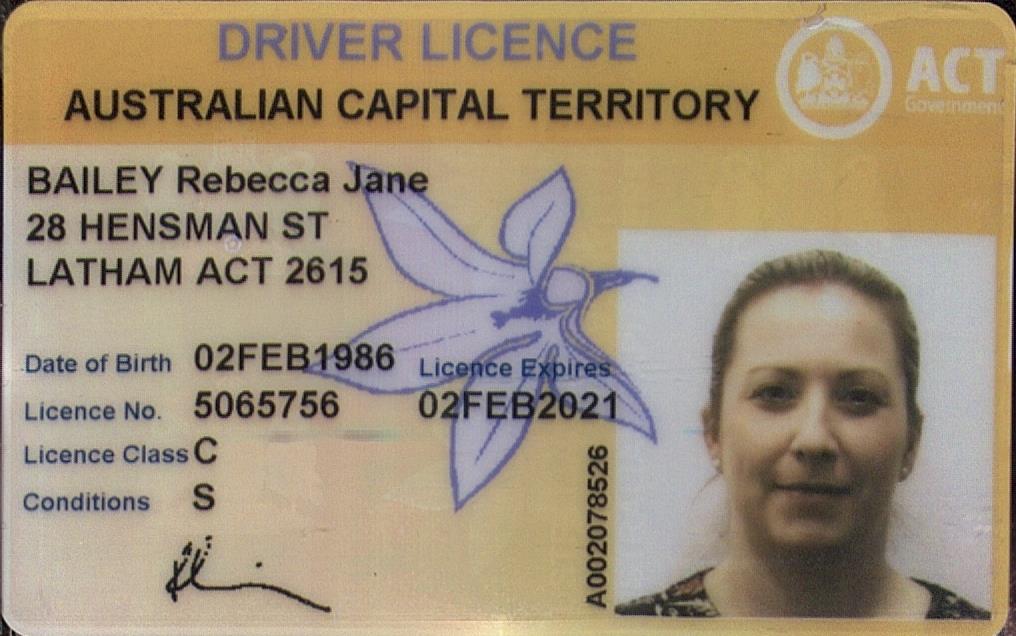 DRIVER LICENCE
AUSTRALIAN CAPITAL TERRITORY
ACT
Government
BAILEY Rebecca Jane
28 HENSMAN ST
LATHAM ACT 2615
Date of Birth 02FEB1986
Licence Expires
Licence No. 5065756
02FEB2021
Licence Class C
Conditions S
A002078526